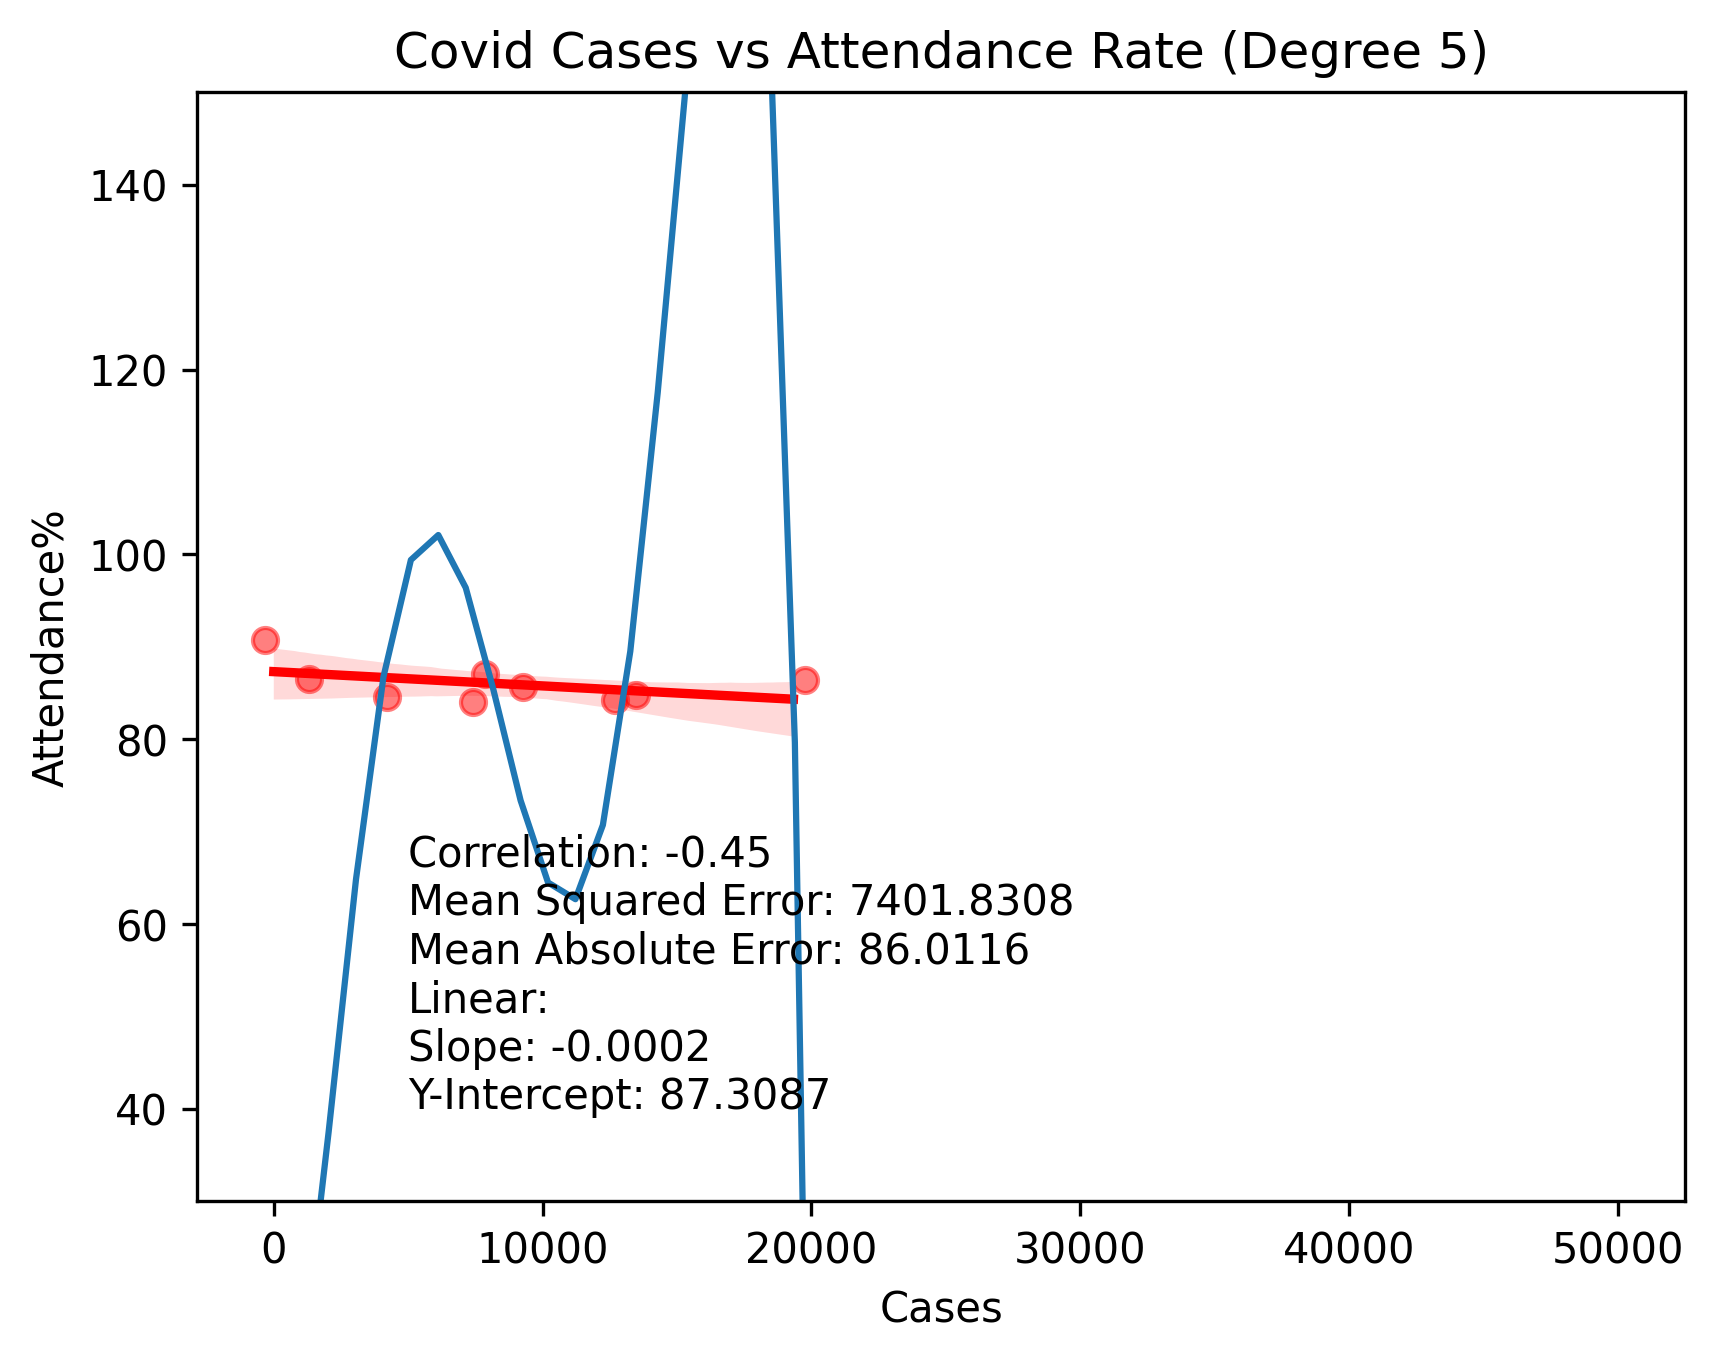 Covid Cases vs Attendance Rate (Degree 5)
140
120
100
80
60
40
Attendance%
Correlation: -0.45
Mean Squared Error: 7401.8308
Mean Absolute Error: 86.0116
Linear:
Slope: -0.0002
Y-Intercept: 87.3087
0 10000 20000 30000 40000 50000
Cases